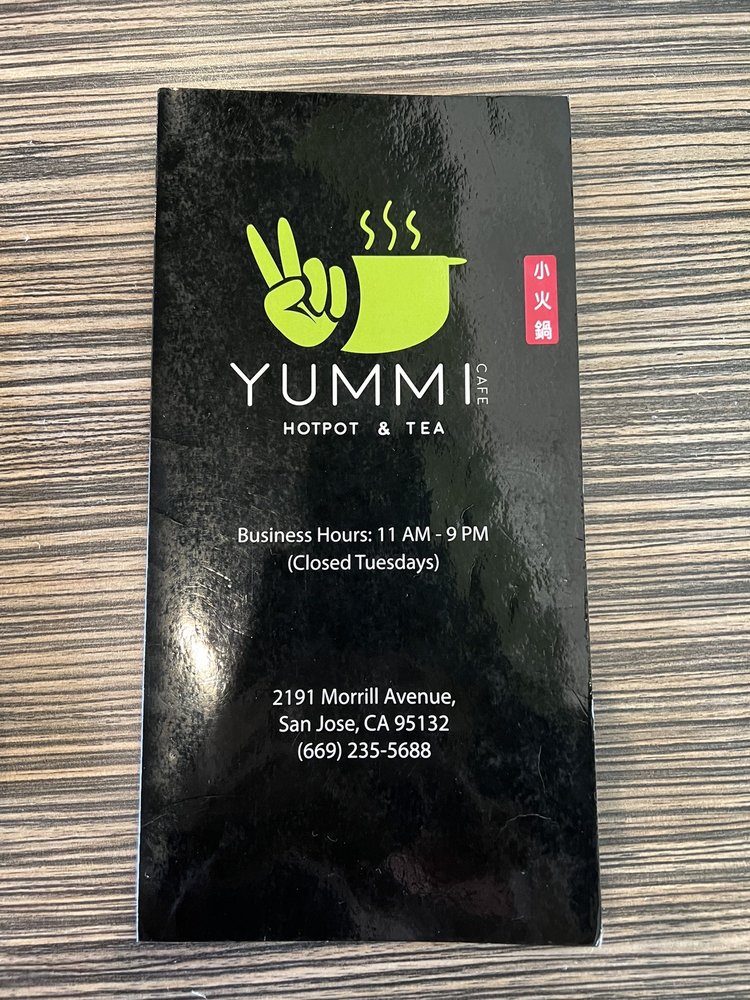 小火鍋
YUMMI CAFE
HOTPOT & TEA
Business Hours: 11 AM - 9 PM
(Closed Tuesdays)
2191 Morrill Avenue,
San Jose, CA 95132
(669) 235-5688